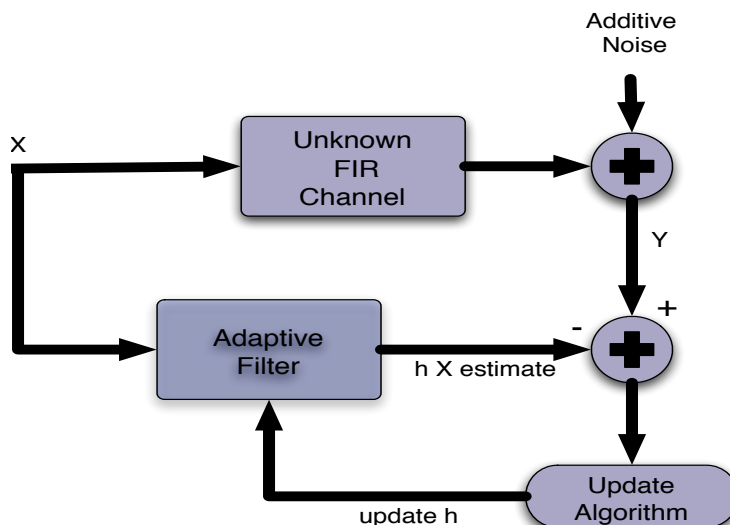 Additive
Noise
X
Unknown
FIR
Channel
Y
+
-
Adaptive
Filter
h X estimate
Update
Algorithm
update h